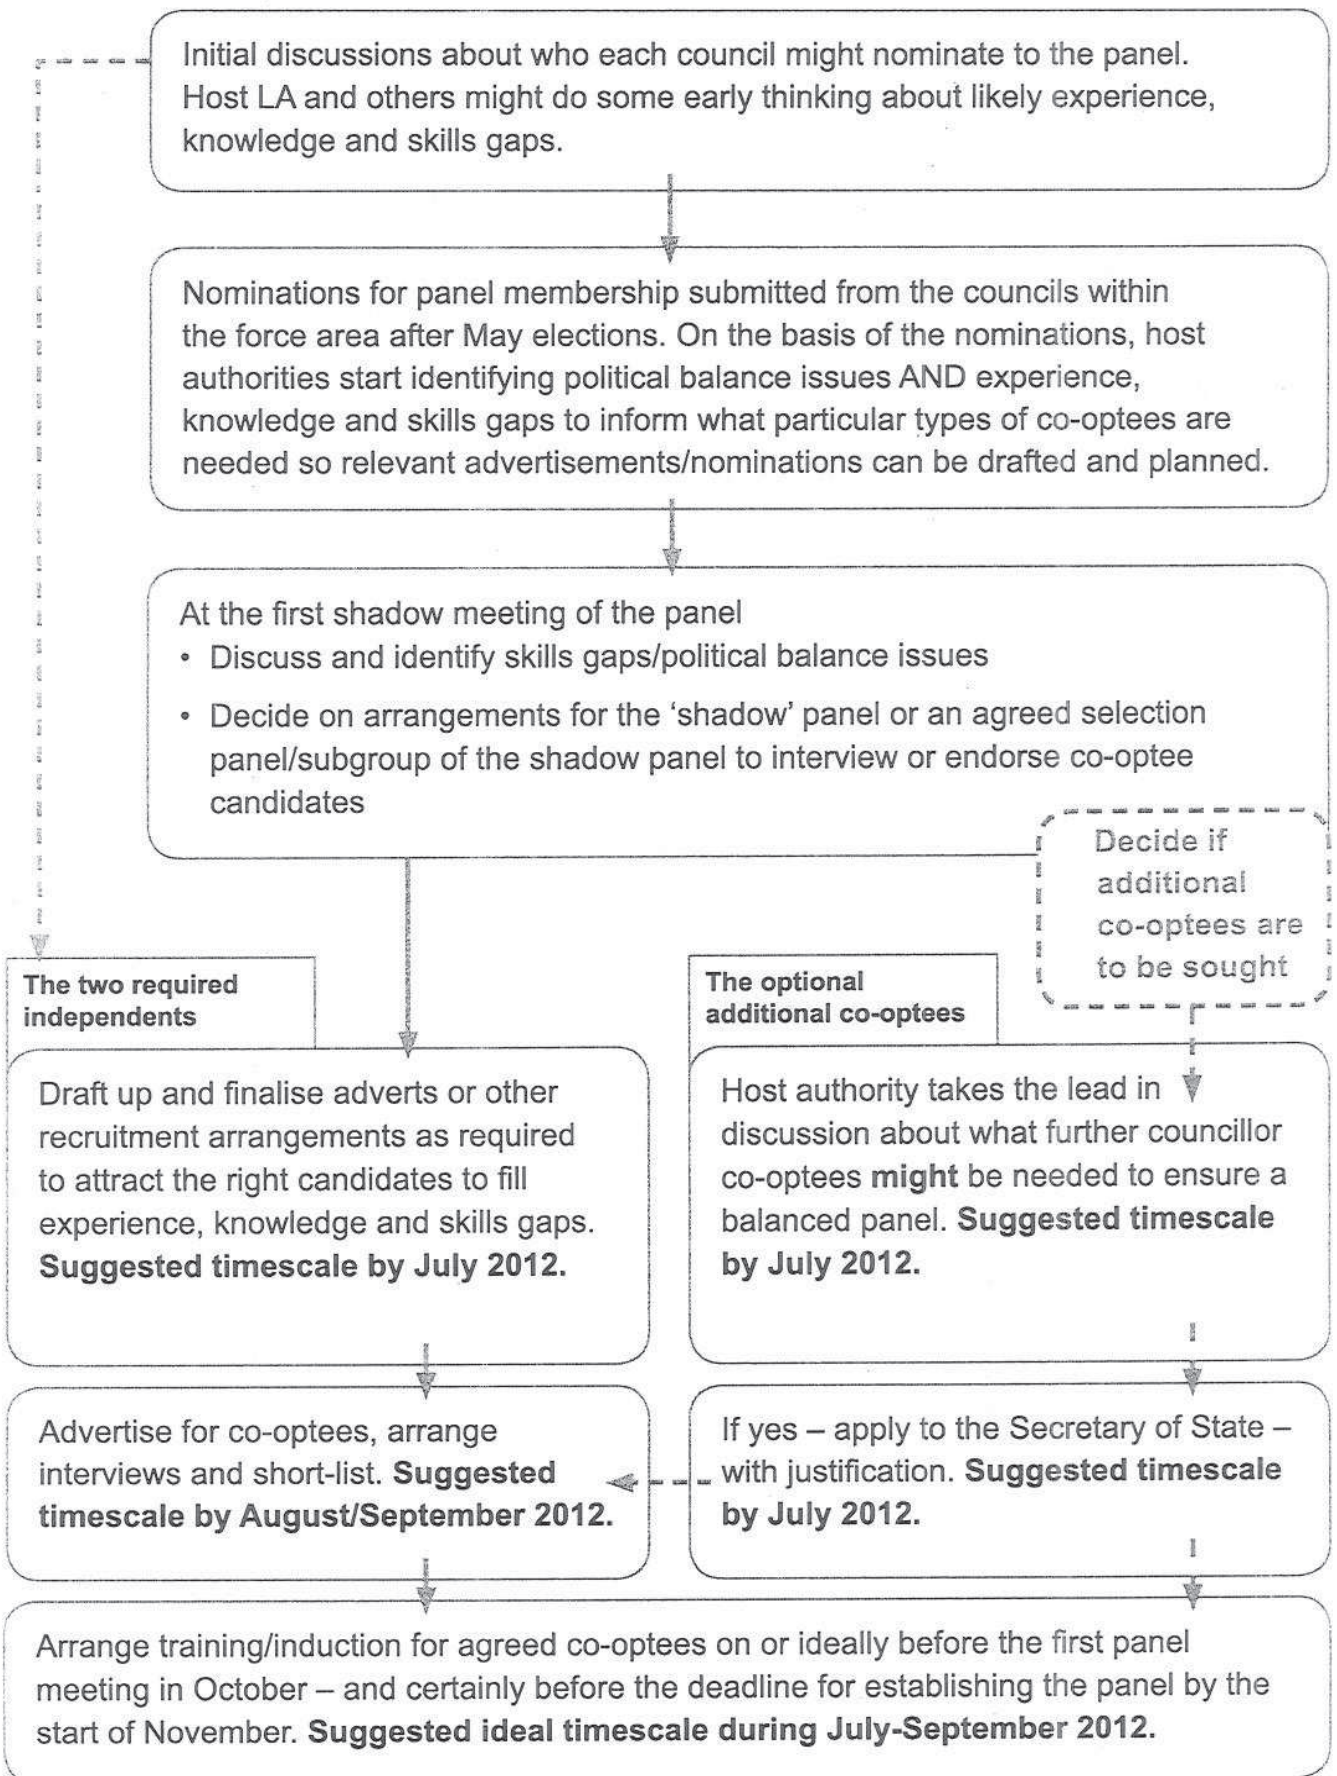 Initial discussions about who each council might nominate to the panel.
Host LA and others might do some early thinking about likely experience,
knowledge and skills gaps.
Nominations for panel membership submitted from the councils within
the force area after May elections. On the basis of the nominations, host
authorities start identifying political balance issues AND experience,
knowledge and skills gaps to inform what particular types of co-optees are
needed so relevant advertisements/nominations can be drafted and planned.
At the first shadow meeting of the panel
• Discuss and identify skills gaps/political balance issues
• Decide on arrangements for the ‘shadow’ panel or an agreed selection
panel/subgroup of the shadow panel to interview or endorse co-optee
candidates
Decide if
additional
co-optees are
to be sought
The two required
independents
Draft up and finalise adverts or other
recruitment arrangements as required
to attract the right candidates to fill
experience, knowledge and skills gaps.
Suggested timescale by July 2012.
The optional
additional co-optees
Host authority takes the lead in
discussion about what further councillor
co-optees might be needed to ensure a
balanced panel. Suggested timescale
by July 2012.
Advertise for co-optees, arrange
interviews and short-list. Suggested
timescale by August/September 2012.
If yes – apply to the Secretary of State –
with justification. Suggested timescale
by July 2012.
Arrange training/induction for agreed co-optees on or ideally before the first panel
meeting in October – and certainly before the deadline for establishing the panel by the
start of November. Suggested ideal timescale during July-September 2012.